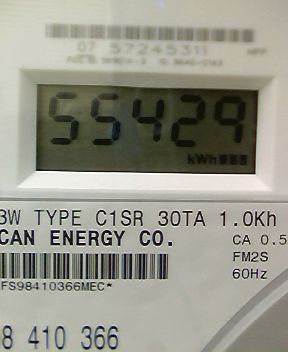 07 57245311
55429
kWh
3W TYPE C1SR 30TA 1.0Kh
CAN ENERGY CO.
CA 0.5
FM2S
60Hz
FS98410366MEC*
8 410 366